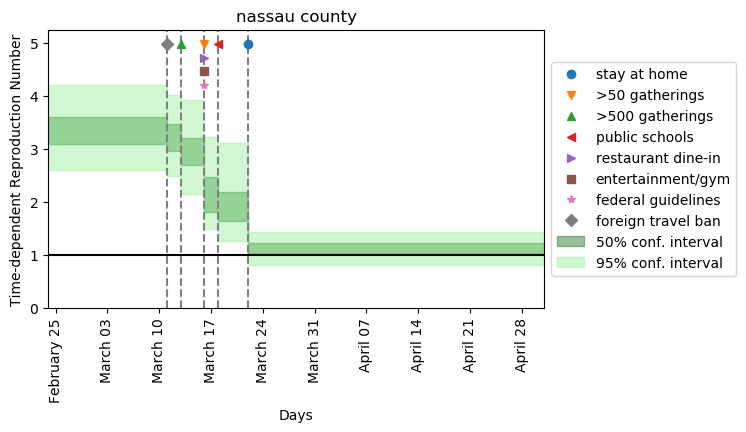 nassau county
Time-dependent Reproduction Number
5
4
3
2
1
0
February 25
March 03
March 10
March 17
March 24
March 31
April 07
April 14
April 21
April 28
Days
stay at home
>50 gatherings
>500 gatherings
public schools
restaurant dine-in
entertainment/gym
federal guidelines
foreign travel ban
50% conf. interval
95% conf. interval